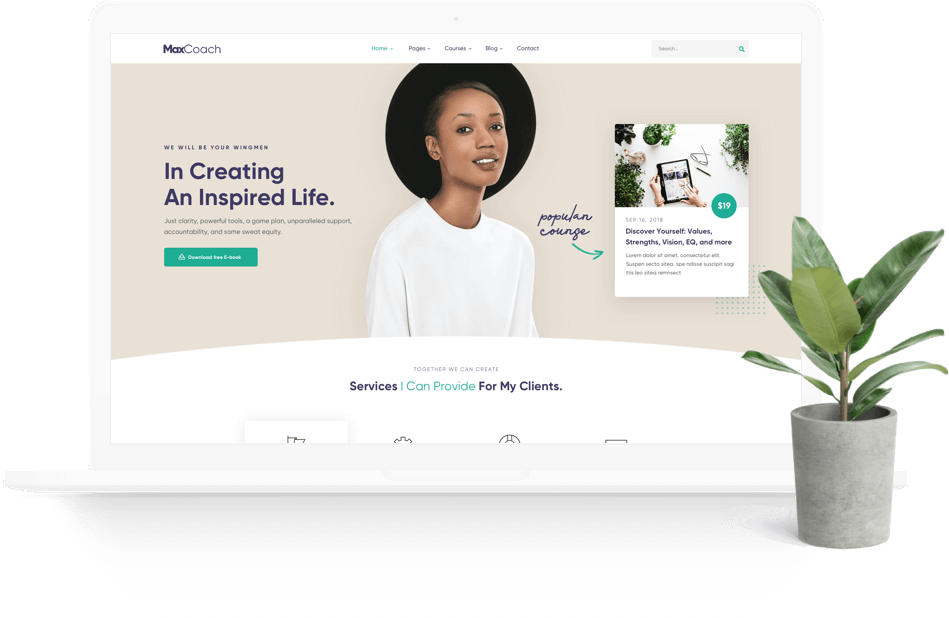 MaxCoach
Home Pages Courses Blog Contact
Search...
WE WILL BE YOUR WINGMEN
In Creating
An Inspired Life.
Just clarity, powerful tools, a game plan, unparalleled support,
accountability, and some sweat equity.
Download free E-book
popular
course
$19
SEP 16, 2018
Discover Yourself: Values,
Strengths, Vision, EQ, and more
Lorem dolor sit amet, consectetur elit.
Suspen secto sitea. spe ndisse suscipit sagi
ttis leo sitea remnsect
TOGETHER WE CAN CREATE
Services I Can Provide For My Clients.